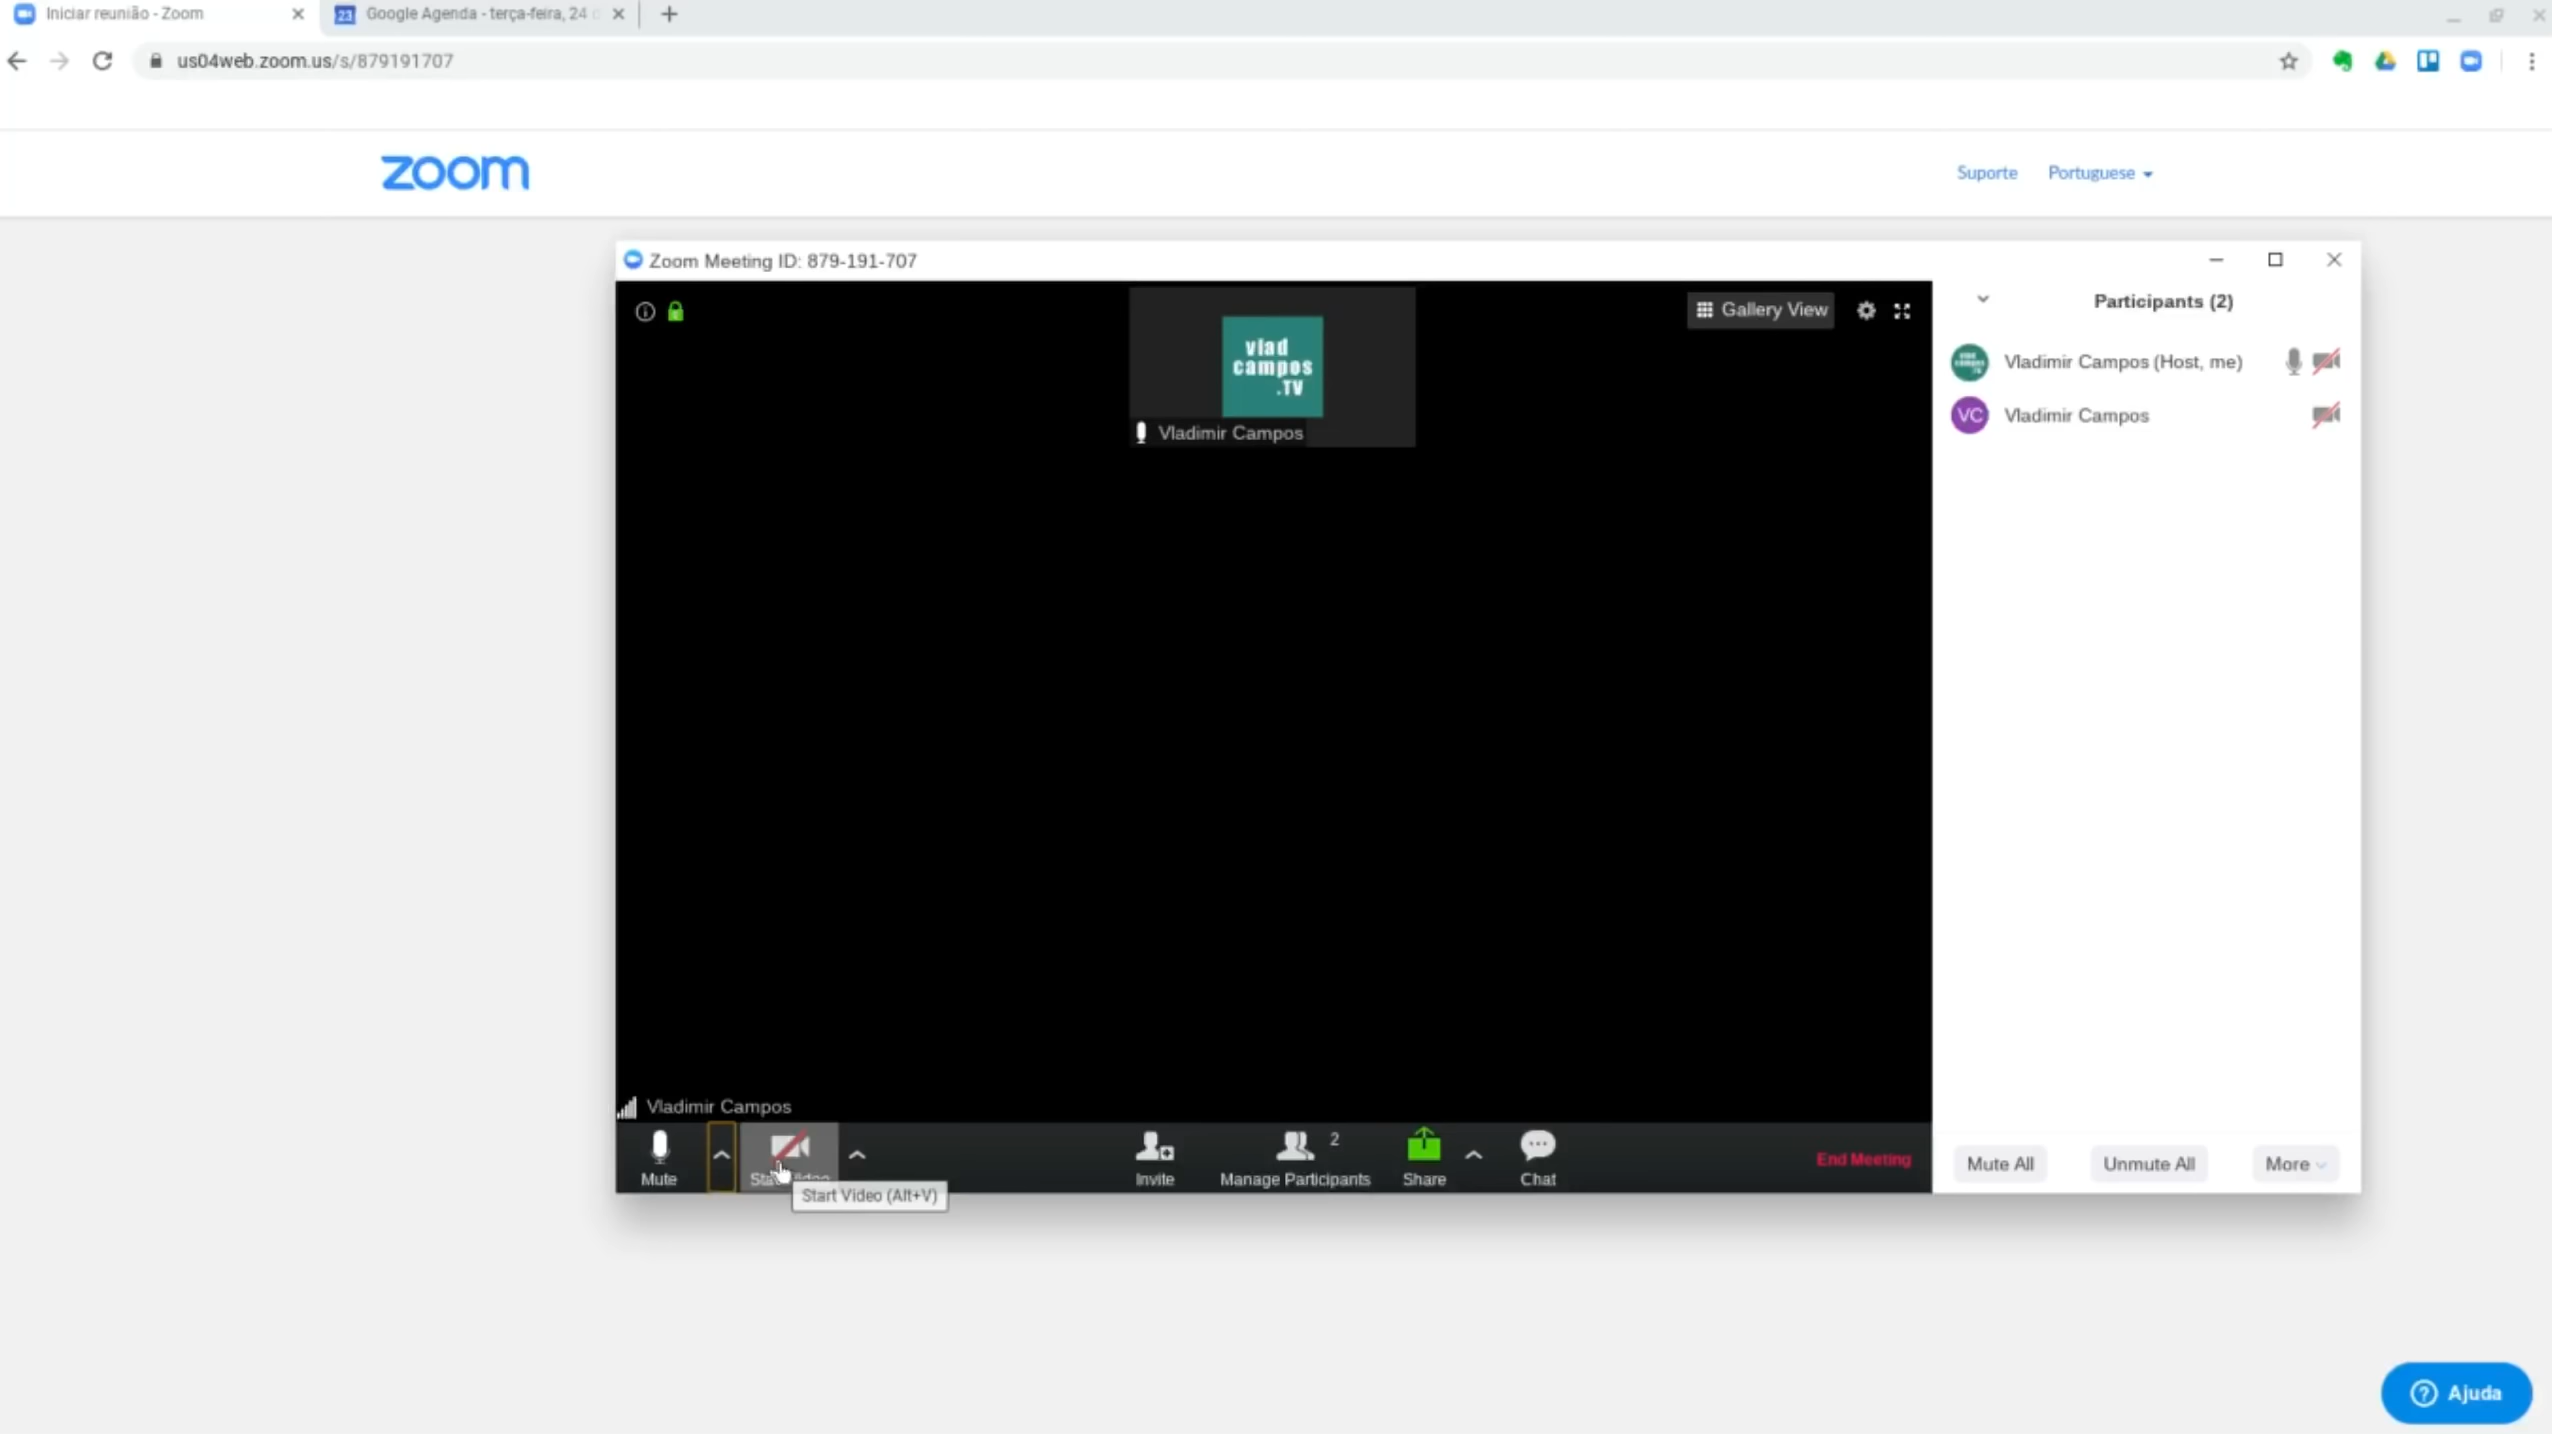 Iniciar reunião - Zoom
23 Google Agenda - terça-feira, 24
us04web.zoom.us/s/879191707
zoom
Suporte Portuguese
Zoom Meeting ID: 879-191-707
Gallery View
Participants (2)
vlad
campos
.TV
Vladimir Campos
Vladimir Campos (Host, me)
VC Vladimir Campos
Vladimir Campos
Mute
Invite
Manage Participants 2
Share
Chat
End Meeting
Start Video (Alt+V)
Mute All
Unmute All
More
Ajuda